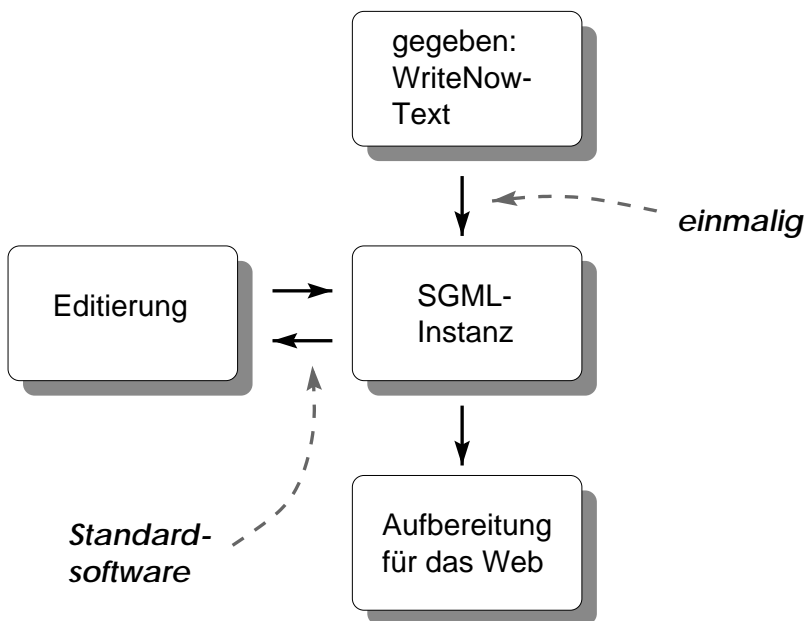 gegeben:
WriteNow-
Text
einmalig
Editierung
SGML-
Instanz
Standard-
software
Aufbereitung
für das Web